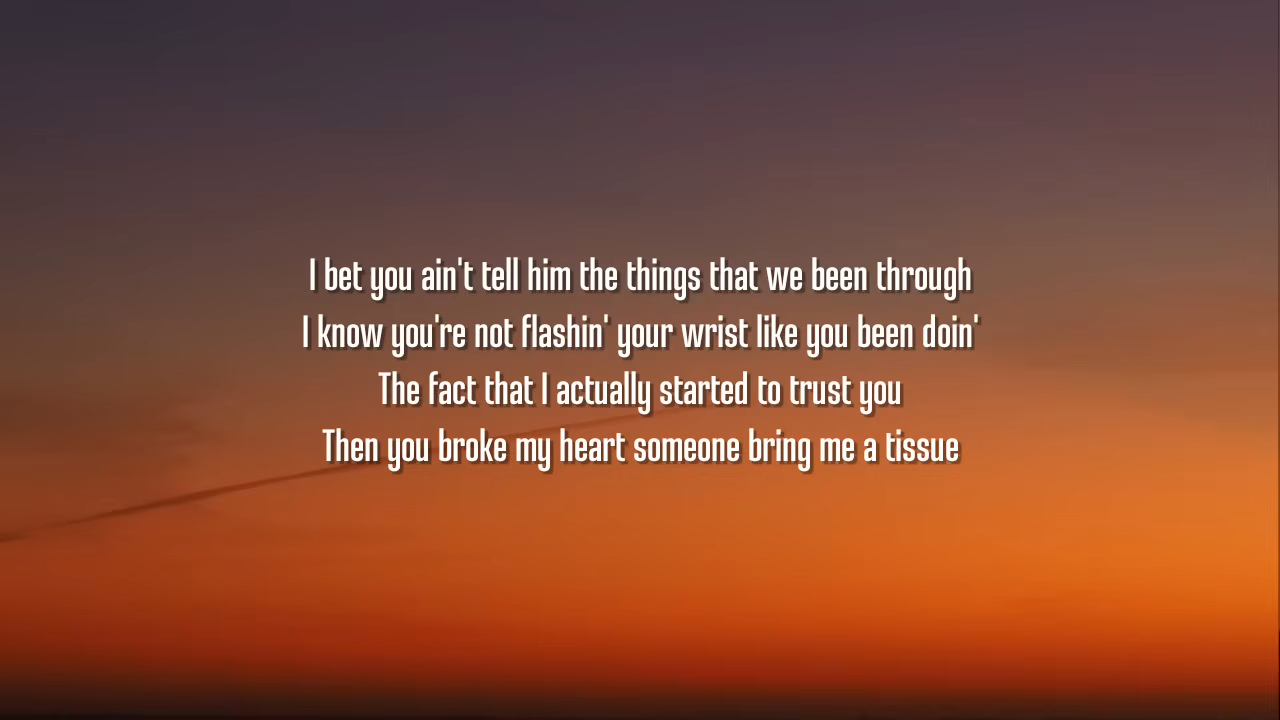 I bet you ain't tell him the things that we been through
I know you're not flashin' your wrist like you been doin'
The fact that I actually started to trust you
Then you broke my heart someone bring me a tissue